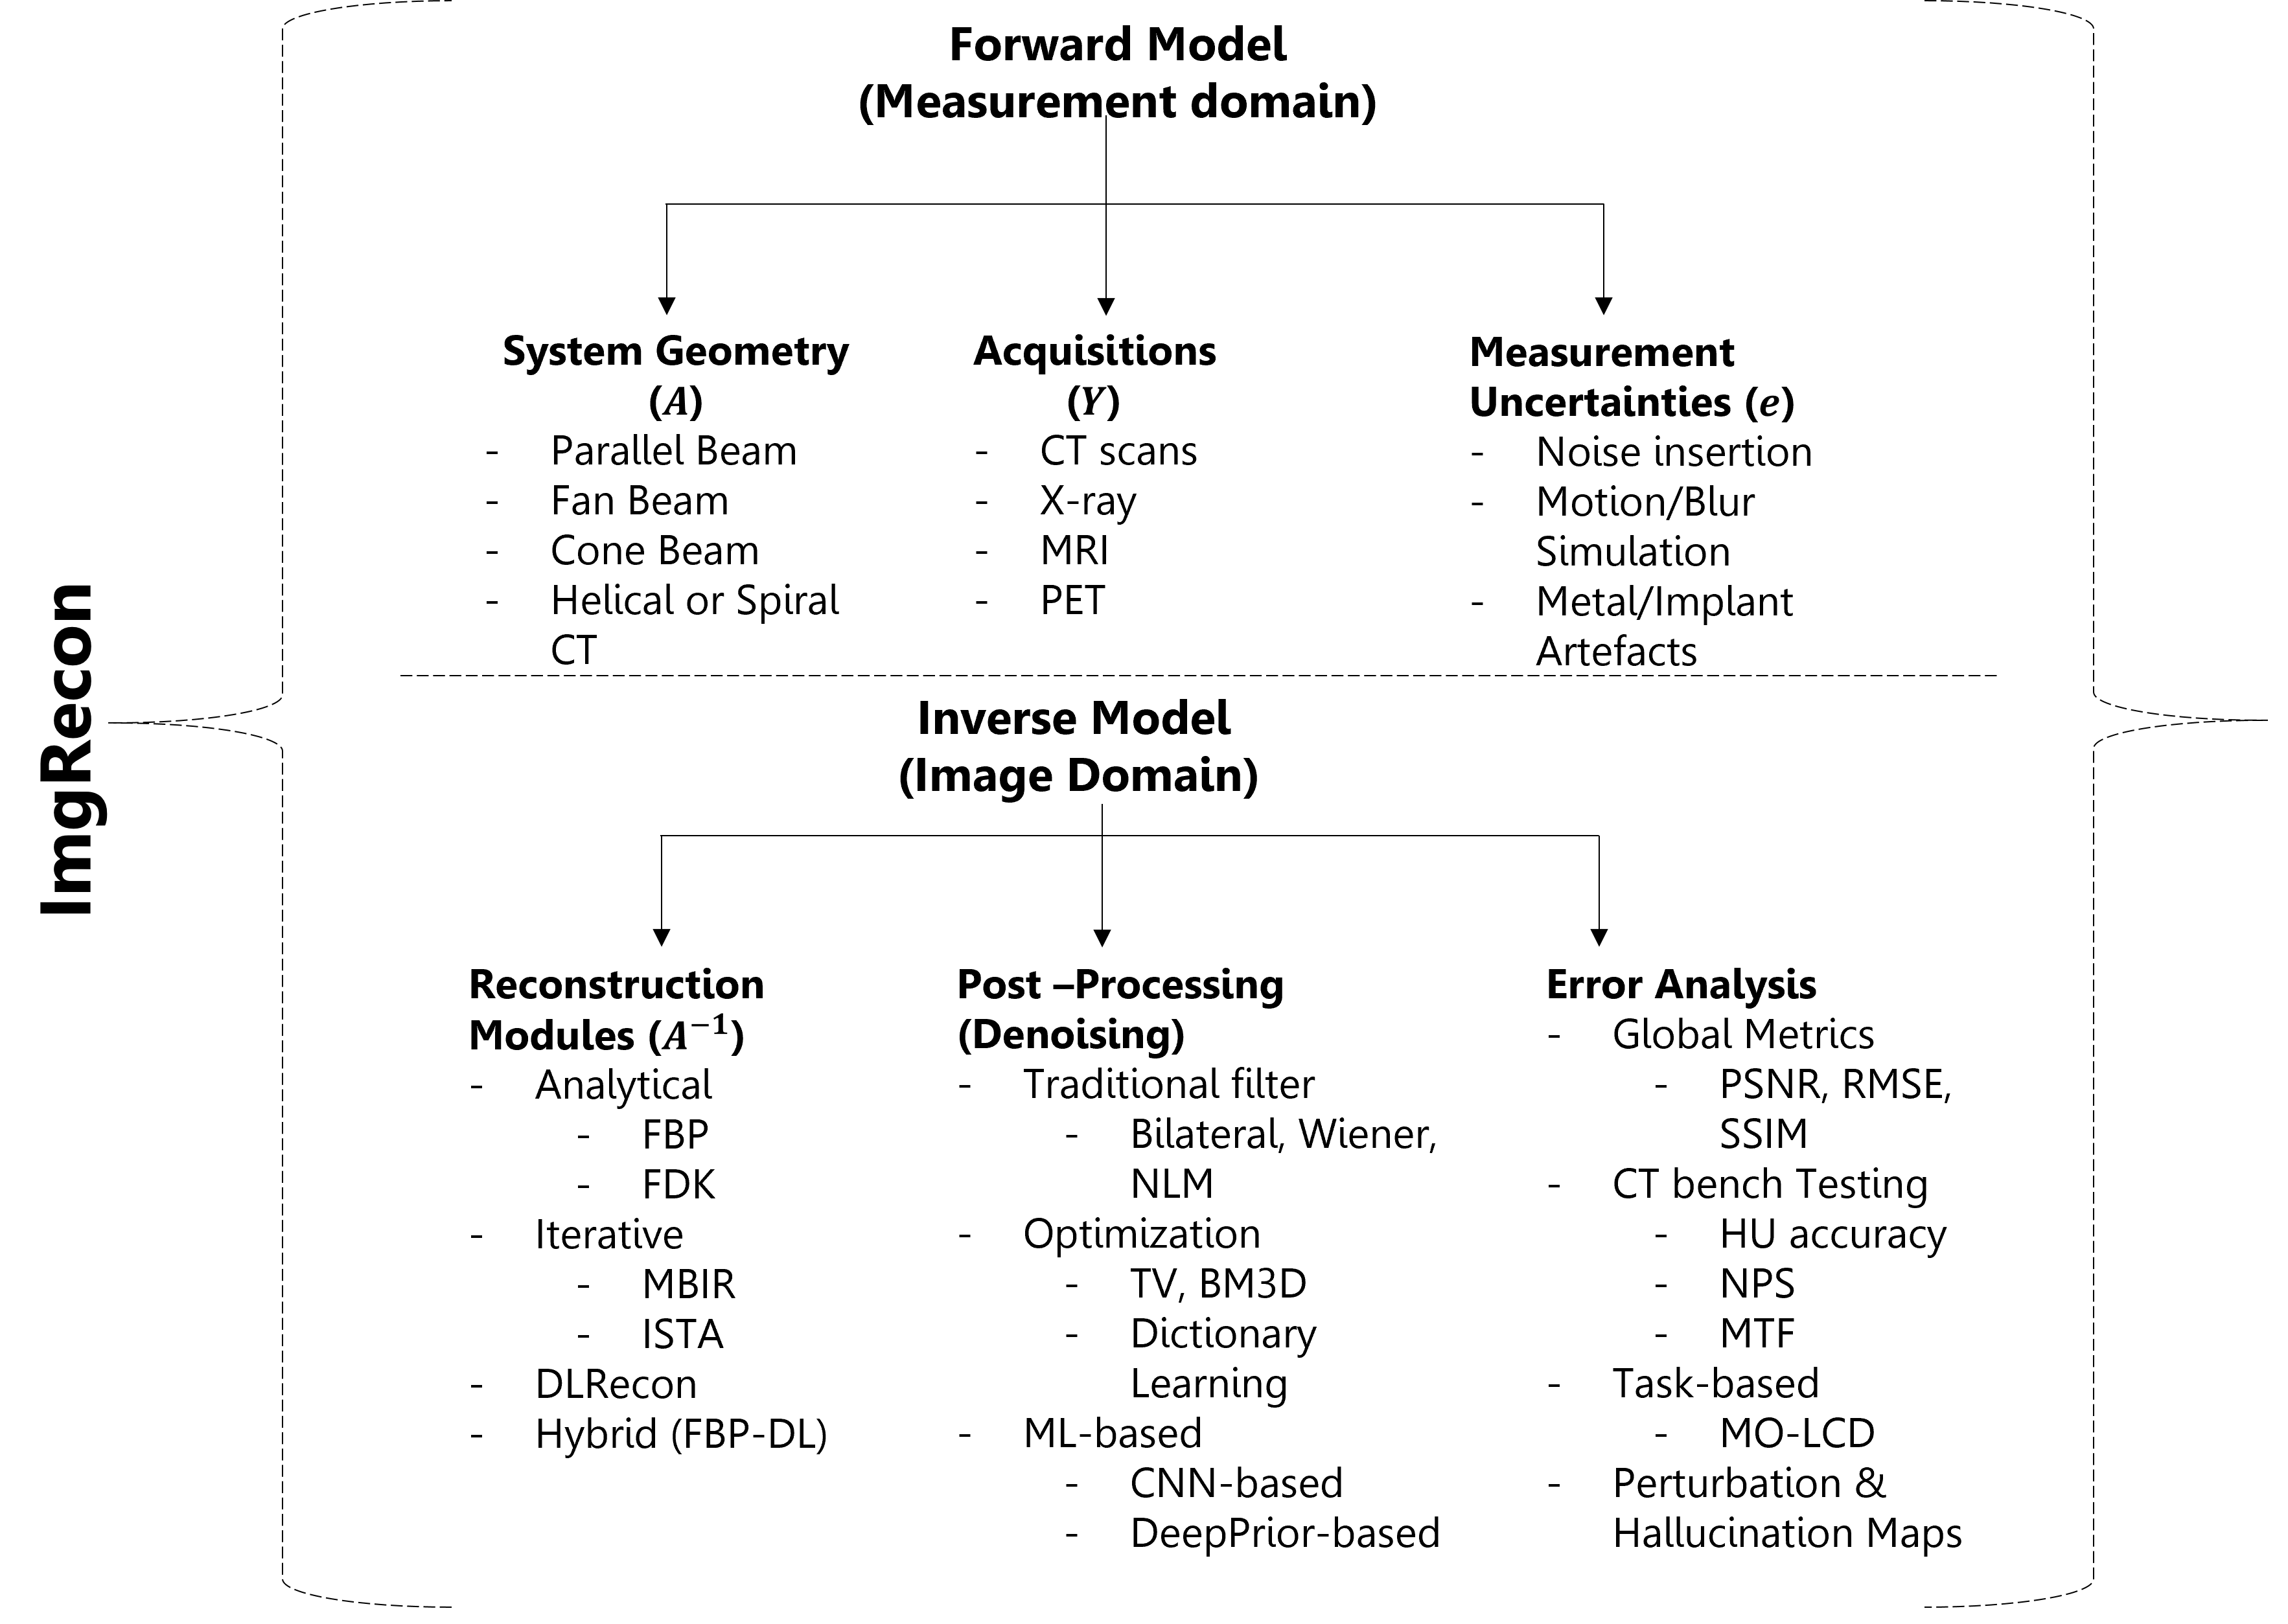 ImgRecon
Forward Model
(Measurement domain)
System Geometry
(A)
- Parallel Beam
- Fan Beam
- Cone Beam
- Helical or Spiral
CT
Acquisitions
(Y)
- CT scans
- X-ray
- MRI
- PET
Measurement
Uncertainties (e)
- Noise insertion
- Motion/Blur
Simulation
- Metal/Implant
Artefacts
Inverse Model
(Image Domain)
Reconstruction
Modules (A⁻¹)
- Analytical
- FBP
- FDK
- Iterative
- MBIR
- ISTA
- DLRecon
- Hybrid (FBP-DL)
Post –Processing
(Denoising)
- Traditional filter
- Bilateral, Wiener,
NLM
- Optimization
- TV, BM3D
- Dictionary
Learning
- ML-based
- CNN-based
- DeepPrior-based
Error Analysis
- Global Metrics
- PSNR, RMSE,
SSIM
- CT bench Testing
- HU accuracy
- NPS
- MTF
- Task-based
- MO-LCD
- Perturbation &
Hallucination Maps